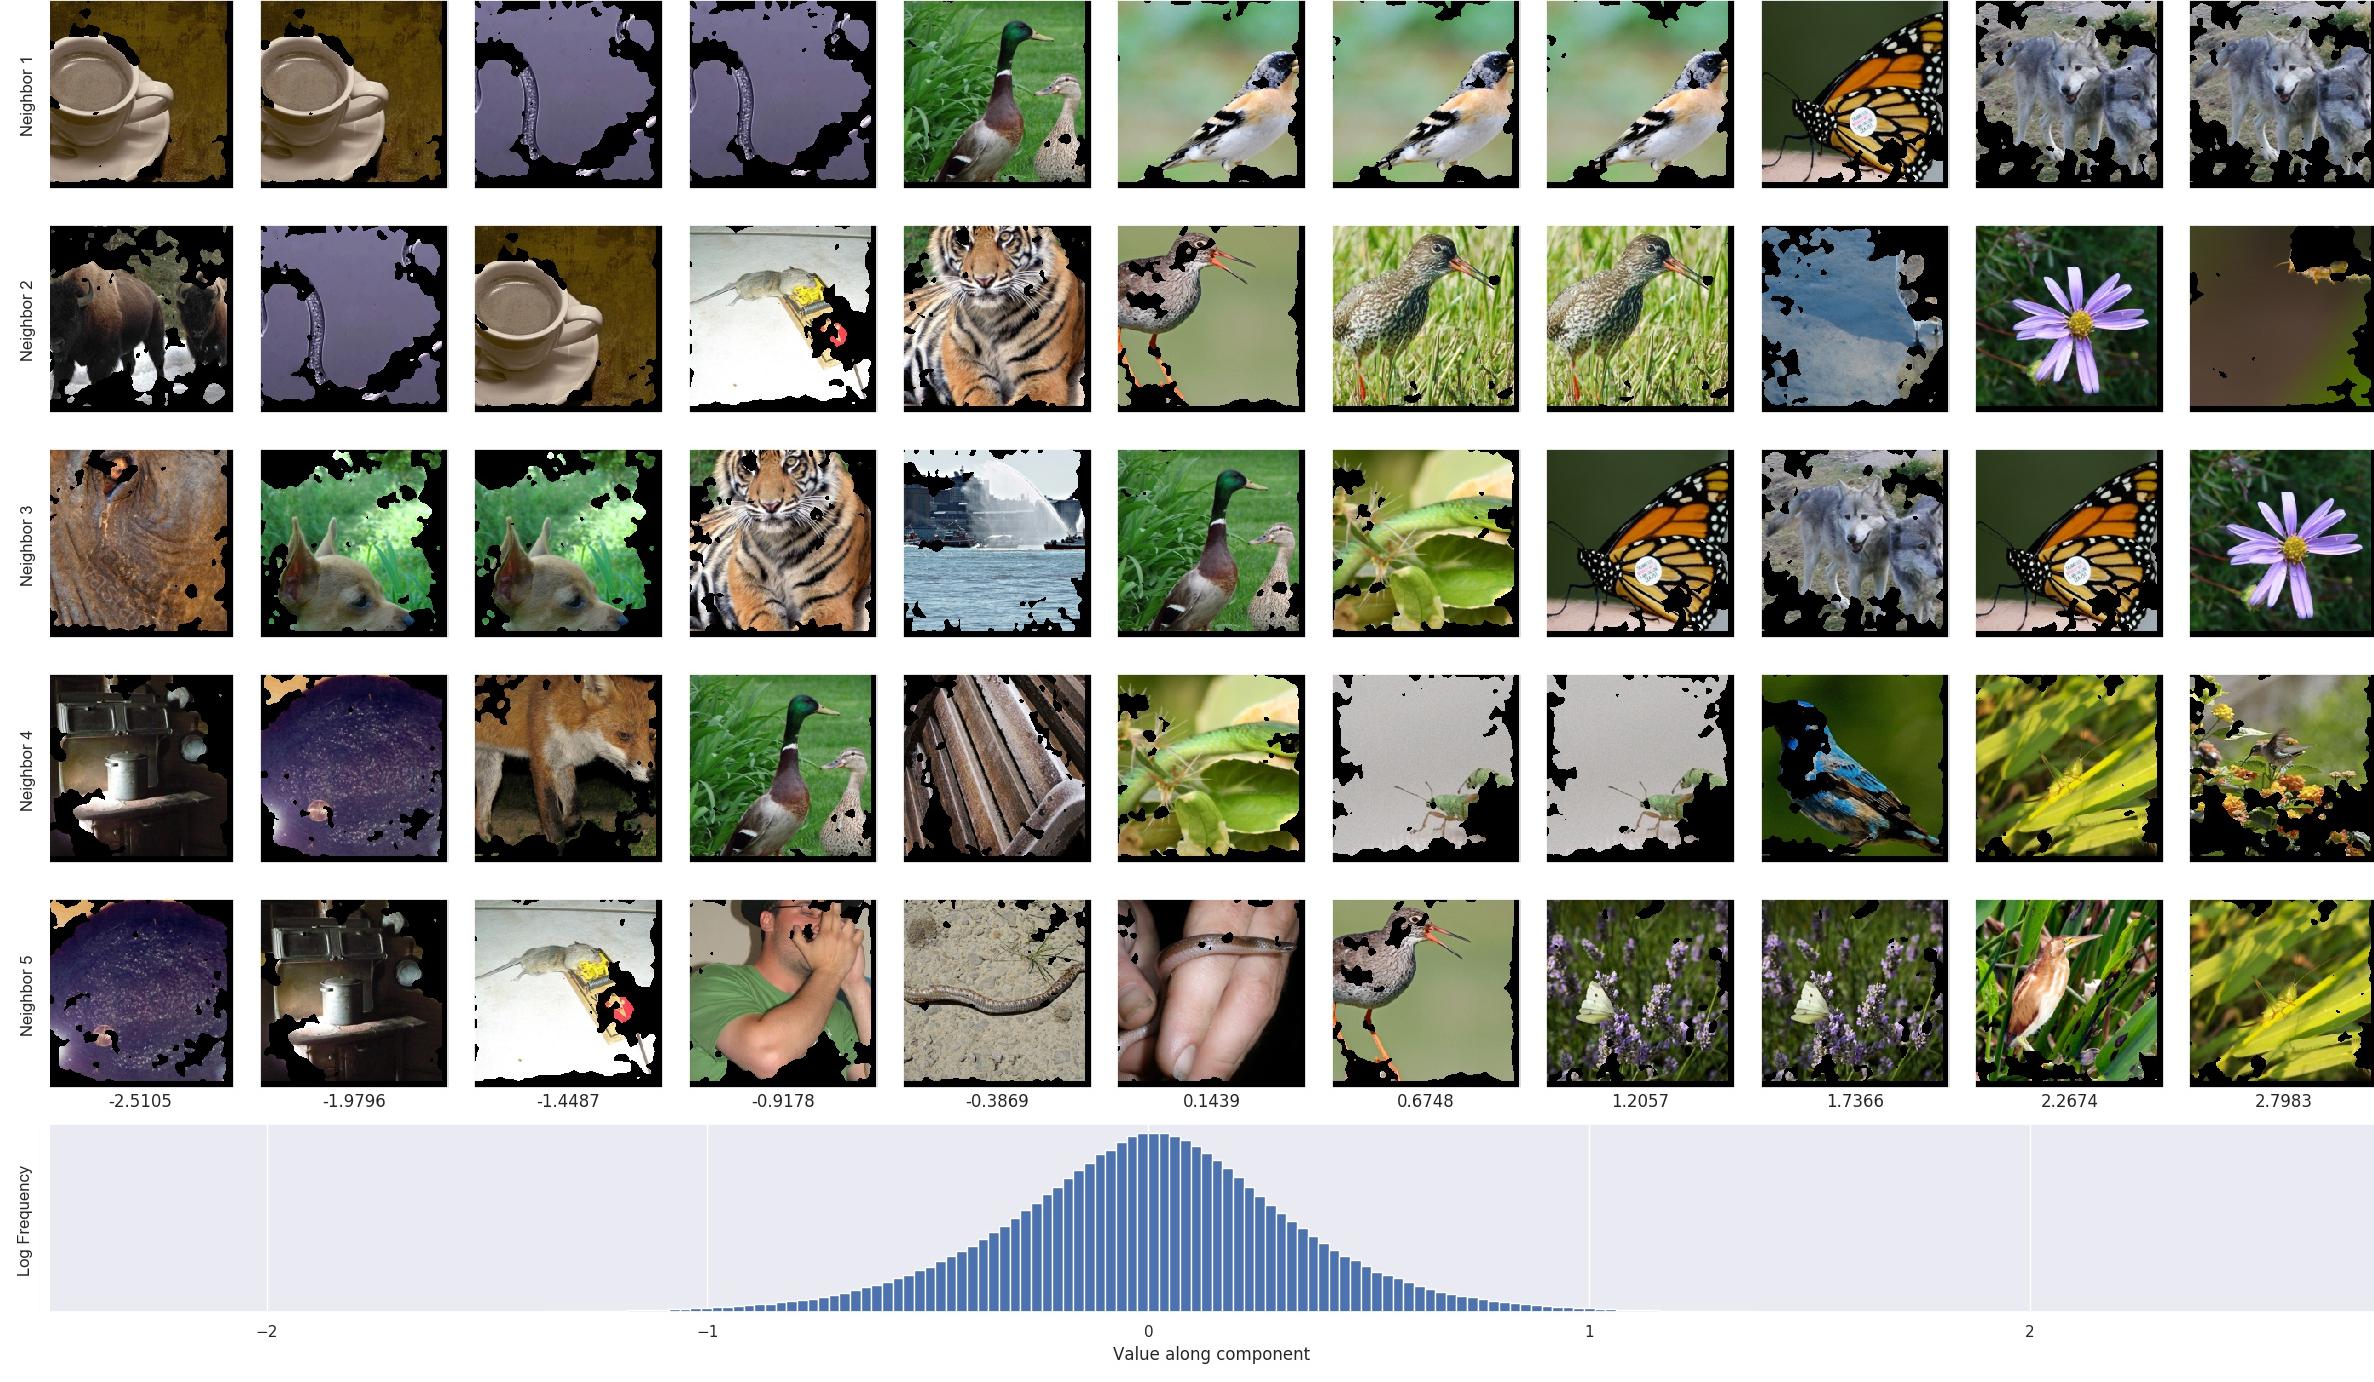 Neighbor 1
Neighbor 2
Neighbor 3
Neighbor 4
Neighbor 5
-2.5105 -1.9796 -1.4487 -0.9178 -0.3869 0.1439 0.6748 1.2057 1.7366 2.2674 2.7983
Log Frequency
−2 −1 0 1 2
Value along component